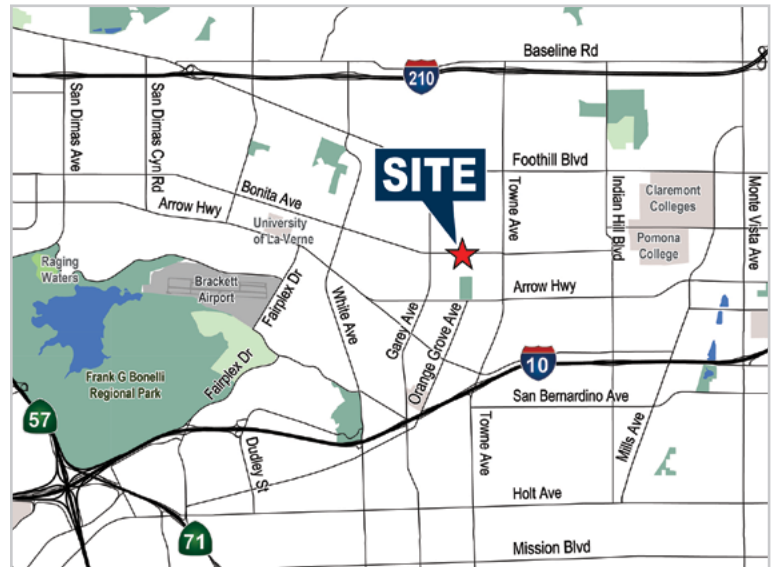 Baseline Rd
210
San Dimas Ave
San Dimas Cyn Rd
SITE
Foothill Blvd
Bonita Ave
Arrow Hwy
Towne Ave
Indian Hill Blvd
Claremont
Colleges
Monte Vista Ave
University
of La Verne
Pomona
College
Raging
Waters
Brackett
Airport
Fairplex Dr
White Ave
Garey Ave
Orange Grove Ave
Arrow Hwy
Fairplex Dr
Frank G Bonelli
Regional Park
10
San Bernardino Ave
57
Dudley St
Towne Ave
Mills Ave
Holt Ave
71
Mission Blvd